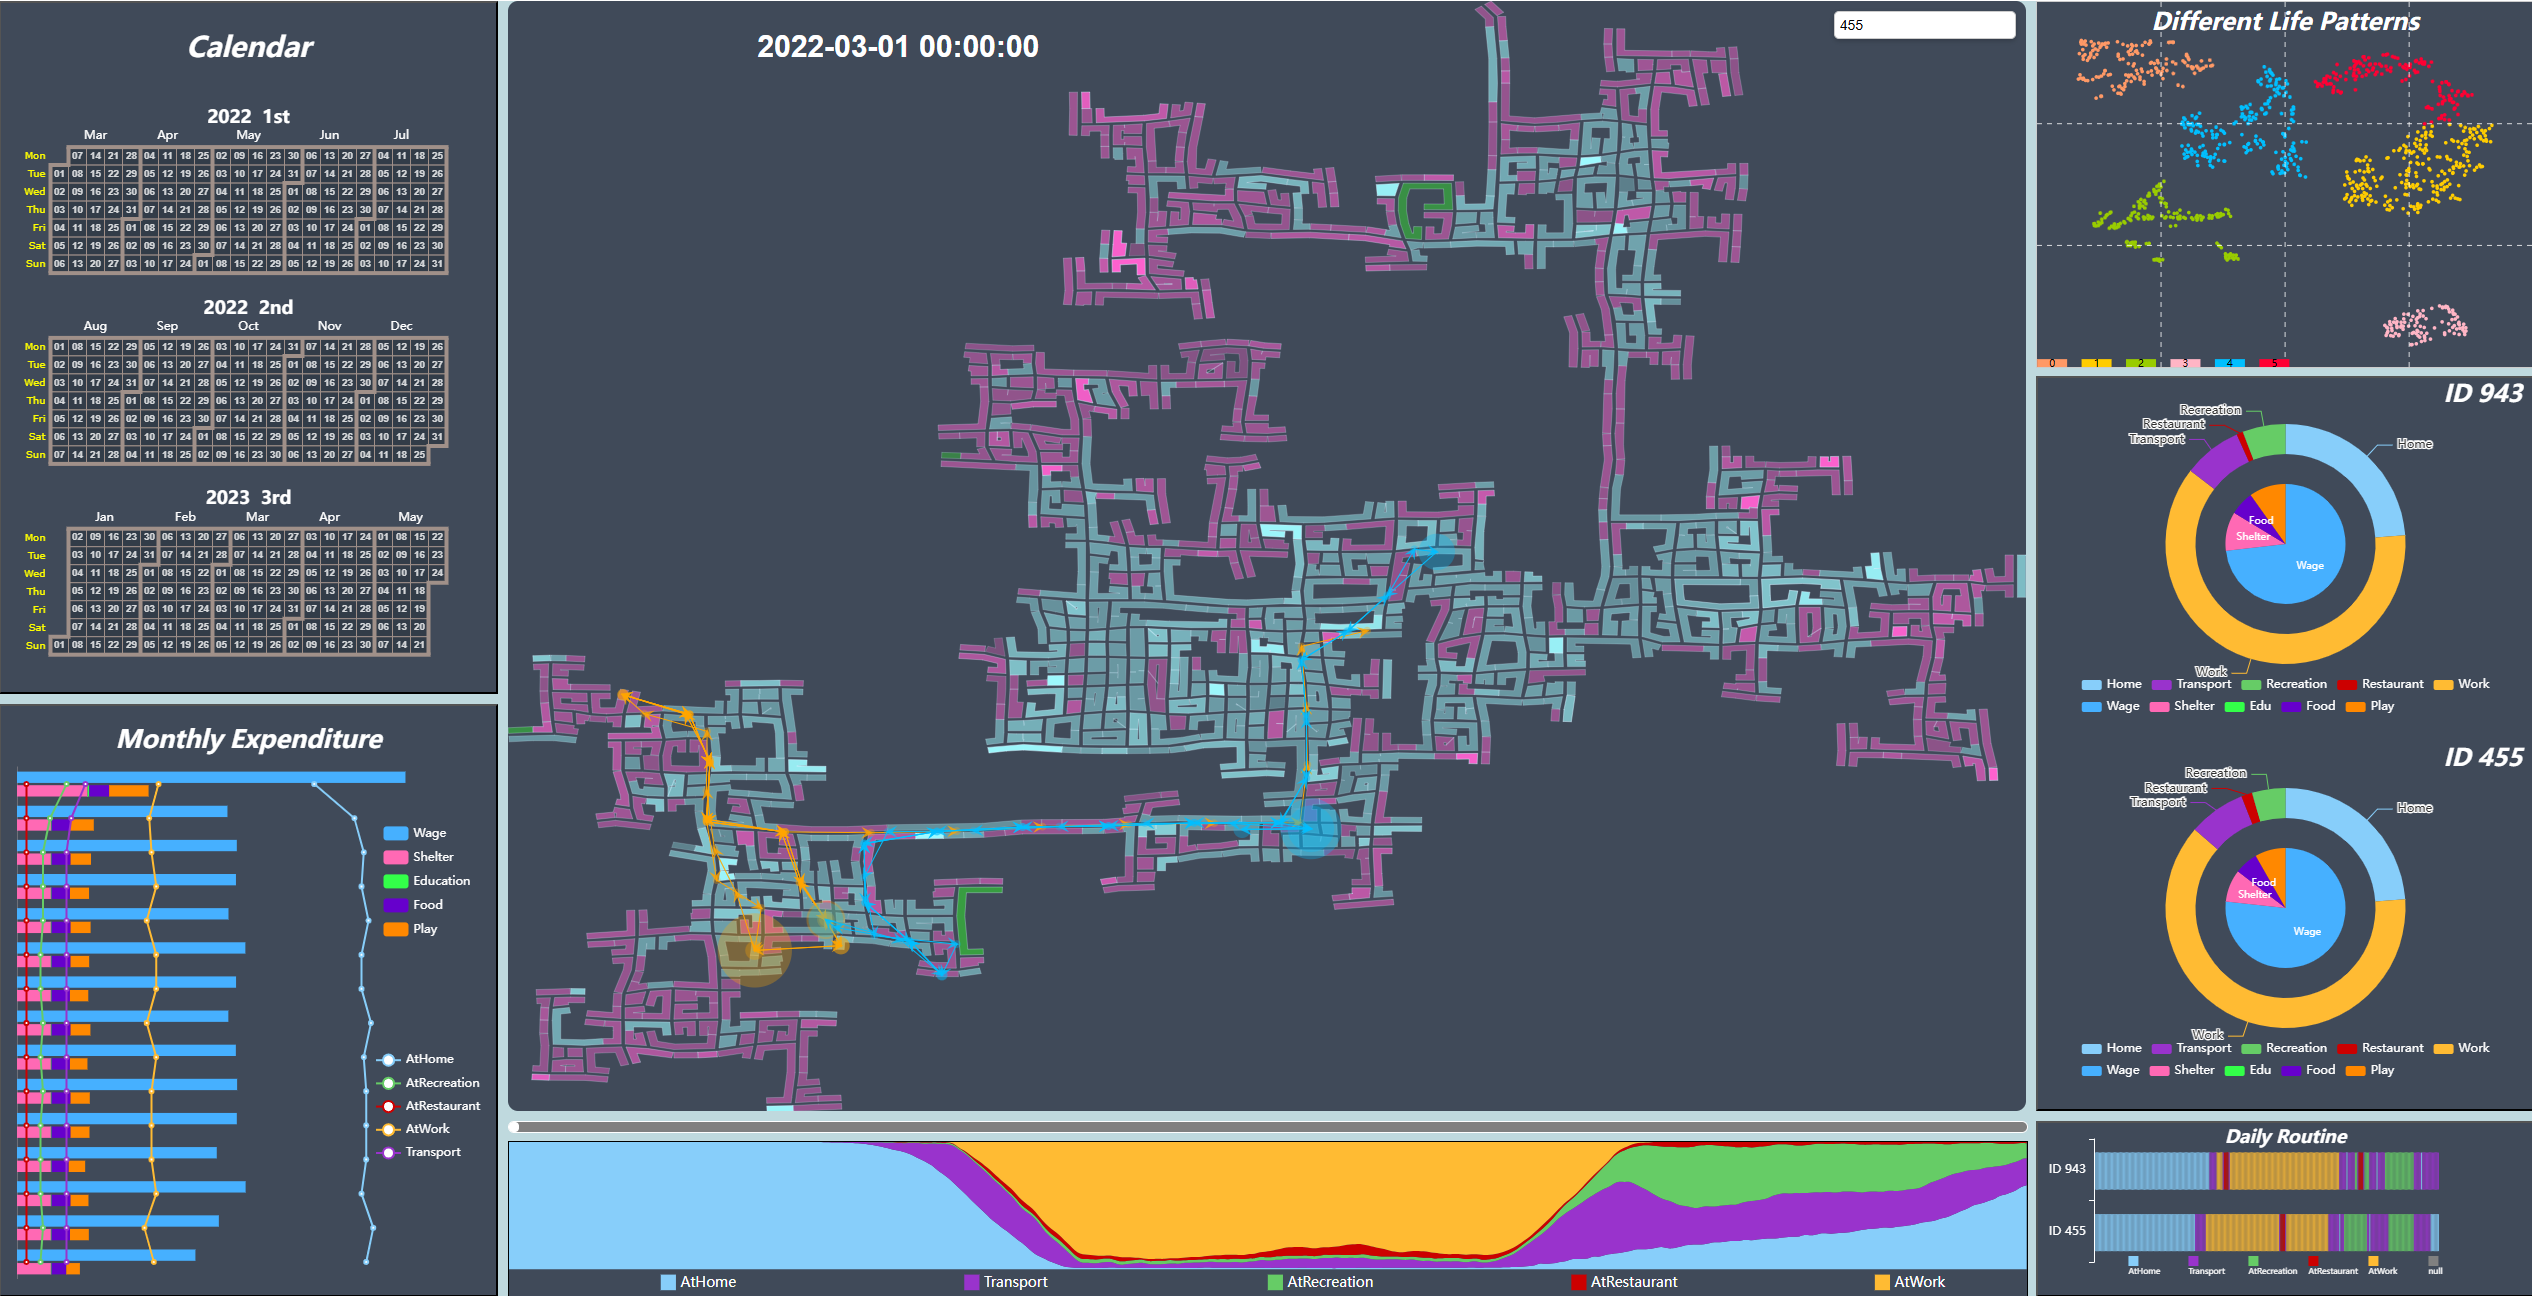 Calendar
2022 1st
Mar Apr May Jun Jul
Mon 07 14 21 28 04 11 18 25 02 09 16 23 30 06 13 20 27 04 11 18 25
Tue 01 08 15 22 29 05 12 19 26 03 10 17 24 31 07 14 21 28 05 12 19 26
Wed 02 09 16 23 30 06 13 20 27 04 11 18 25 01 08 15 22 29 06 13 20 27
Thu 03 10 17 24 31 07 14 21 28 05 12 19 26 02 09 16 23 30 07 14 21 28
Fri 04 11 18 25 01 08 15 22 29 06 13 20 27 03 10 17 24 01 08 15 22 29
Sat 05 12 19 26 02 09 16 23 30 07 14 21 28 04 11 18 25 02 09 16 23 30
Sun 06 13 20 27 03 10 17 24 01 08 15 22 29 05 12 19 26 03 10 17 24 31
2022 2nd
Aug Sep Oct Nov Dec
Mon 01 08 15 22 29 05 12 19 26 03 10 17 24 31 07 14 21 28 05 12 19 26
Tue 02 09 16 23 30 06 13 20 27 04 11 18 25 01 08 15 22 29 06 13 20 27
Wed 03 10 17 24 31 07 14 21 28 05 12 19 26 02 09 16 23 30 07 14 21 28
Thu 04 11 18 25 01 08 15 22 29 06 13 20 27 03 10 17 24 01 08 15 22 29
Fri 05 12 19 26 02 09 16 23 30 07 14 21 28 04 11 18 25 02 09 16 23 30
Sat 06 13 20 27 03 10 17 24 01 08 15 22 29 05 12 19 26 03 10 17 24 31
Sun 07 14 21 28 04 11 18 25 02 09 16 23 30 06 13 20 27 04 11 18 25
2023 3rd
Jan Feb Mar Apr May
Mon 02 09 16 23 30 06 13 20 27 06 13 20 27 03 10 17 24 01 08 15 22
Tue 03 10 17 24 31 07 14 21 28 07 14 21 28 04 11 18 25 02 09 16 23
Wed 04 11 18 25 01 08 15 22 01 08 15 22 29 05 12 19 26 03 10 17 24
Thu 05 12 19 26 02 09 16 23 02 09 16 23 30 06 13 20 27 04 11 18
Fri 06 13 20 27 03 10 17 24 03 10 17 24 31 07 14 21 28 05 12 19
Sat 07 14 21 28 04 11 18 25 04 11 18 25 01 08 15 22 29 06 13 20
Sun 01 08 15 22 29 05 12 19 26 05 12 19 26 02 09 16 23 30 07 14 21
Monthly Expenditure
Wage
Shelter
Education
Food
Play
AtHome
AtRecreation
AtRestaurant
AtWork
Transport
2022-03-01 00:00:00
455
AtHome Transport AtRecreation AtRestaurant AtWork
Different Life Patterns
0 1 2 3 4 5
ID 943
Recreation
Restaurant
Transport
Home
Food
Shelter
Wage
Work
Home Transport Recreation Restaurant Work
Wage Shelter Edu Food Play
ID 455
Recreation
Restaurant
Transport
Home
Food
Shelter
Wage
Work
Home Transport Recreation Restaurant Work
Wage Shelter Edu Food Play
Daily Routine
ID 943
ID 455
AtHome Transport AtRecreation AtRestaurant AtWork null